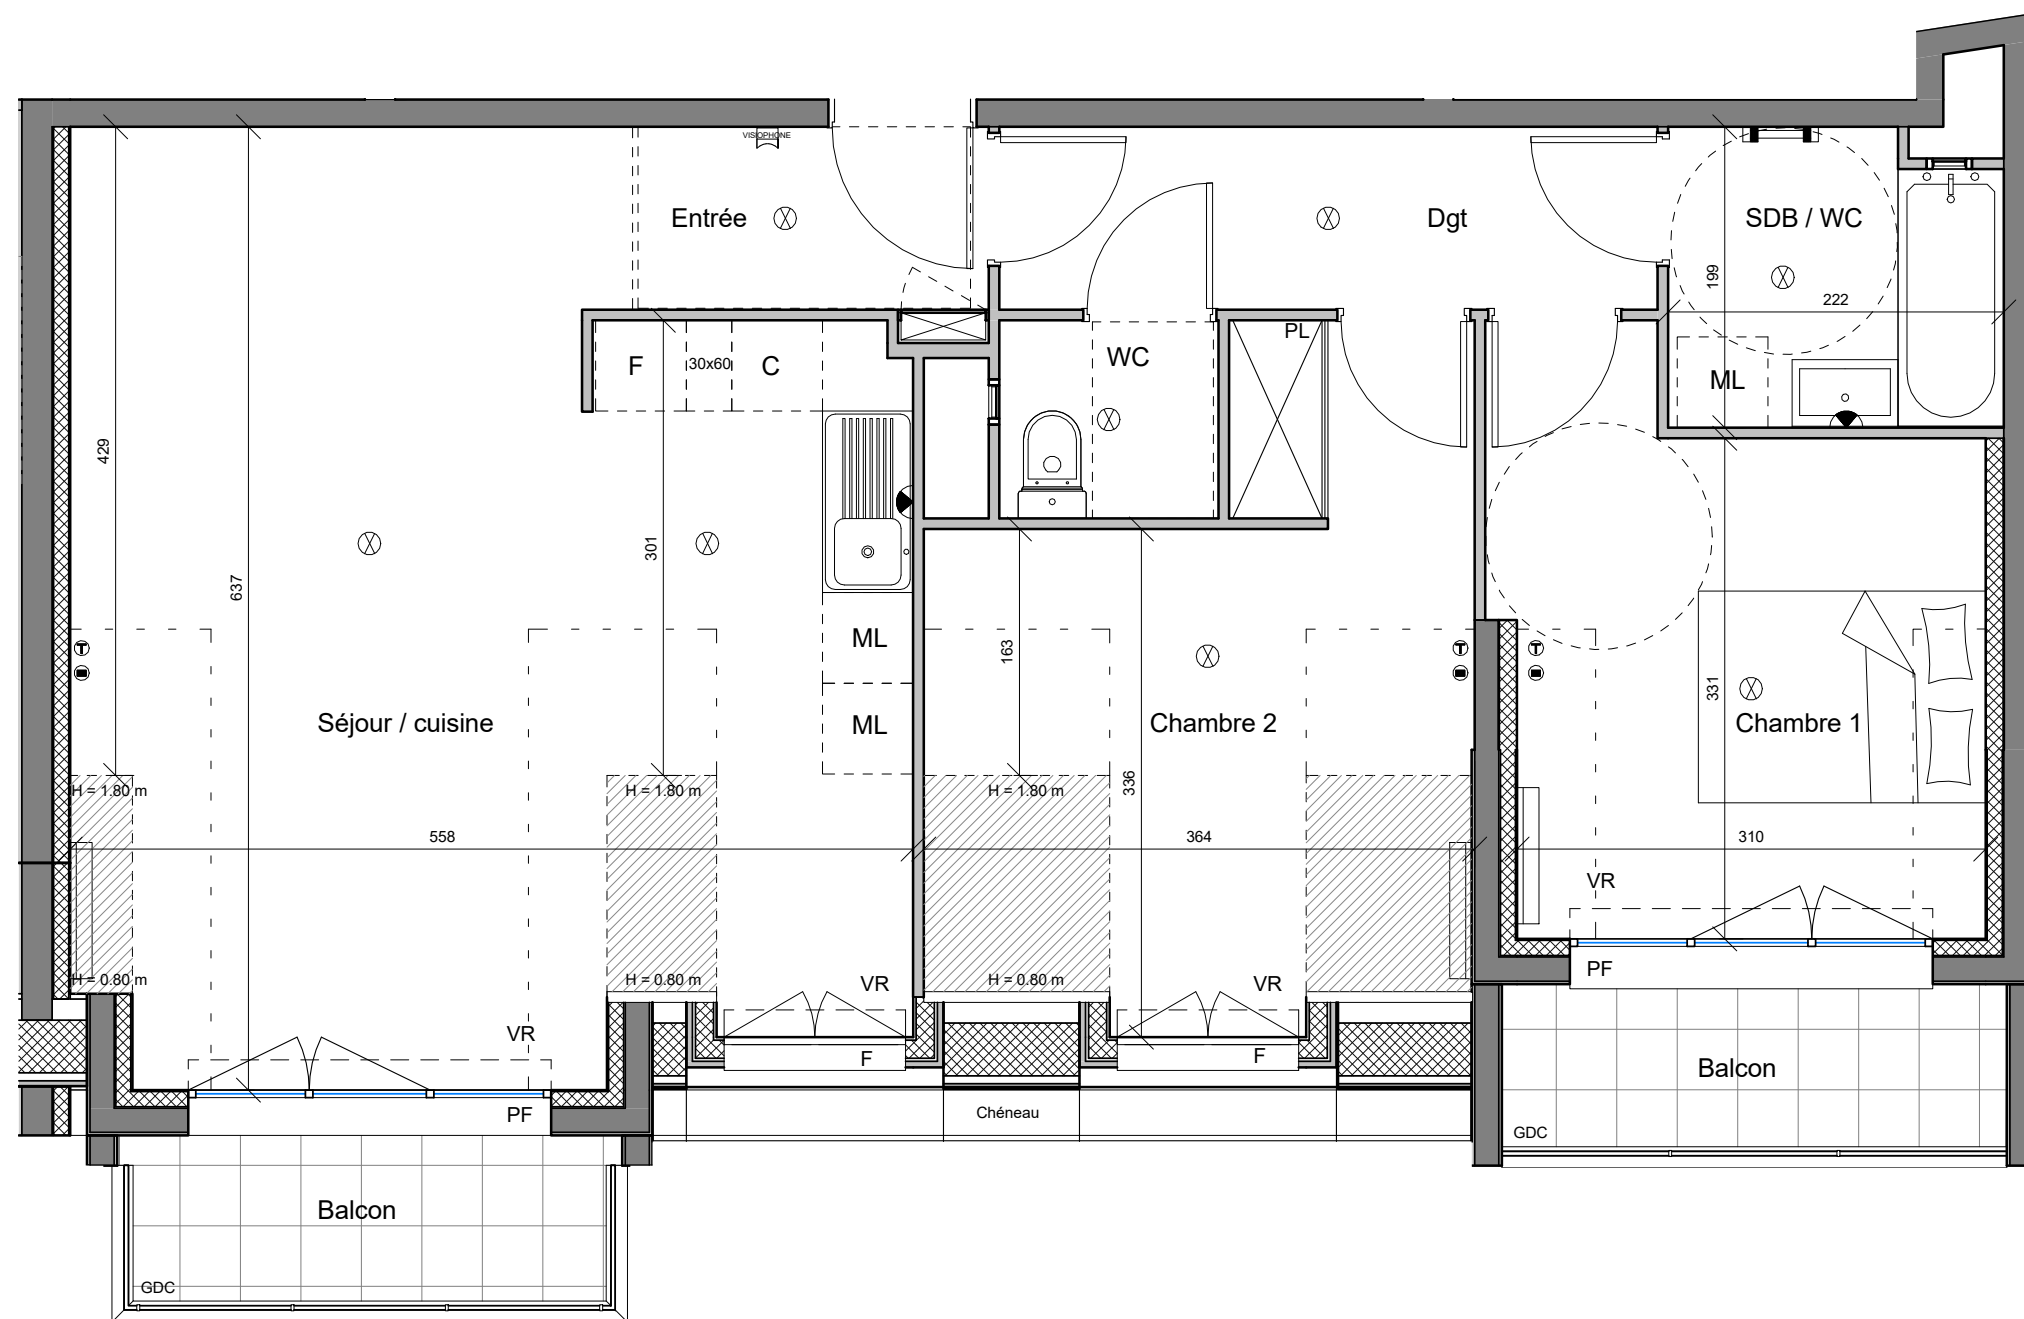 VISIOPHONE
Entrée
Dgt
SDB / WC
199
222
F
30x60
C
WC
PL
ML
429
637
301
ML
163
331
Séjour / cuisine
ML
Chambre 2
Chambre 1
336
H = 1.80 m
H = 1.80 m
H = 1.80 m
558
364
310
VR
H = 0.80 m
H = 0.80 m
VR
H = 0.80 m
VR
PF
VR
F
F
PF
Chéneau
Balcon
GDC
Balcon
GDC
T
T
T